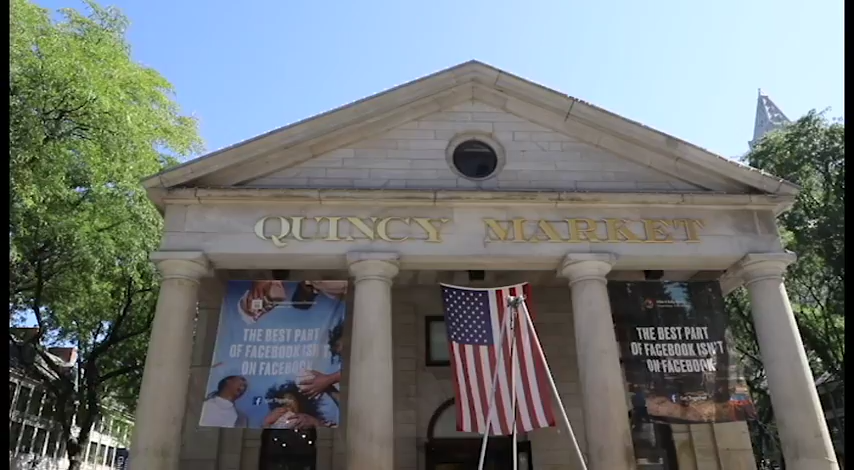 QUINCY MARKET
THE BEST PART
OF FACEBOOK ISN'T
ON FACEBOOK
THE BEST PART
OF FACEBOOK ISN'T
ON FACEBOOK